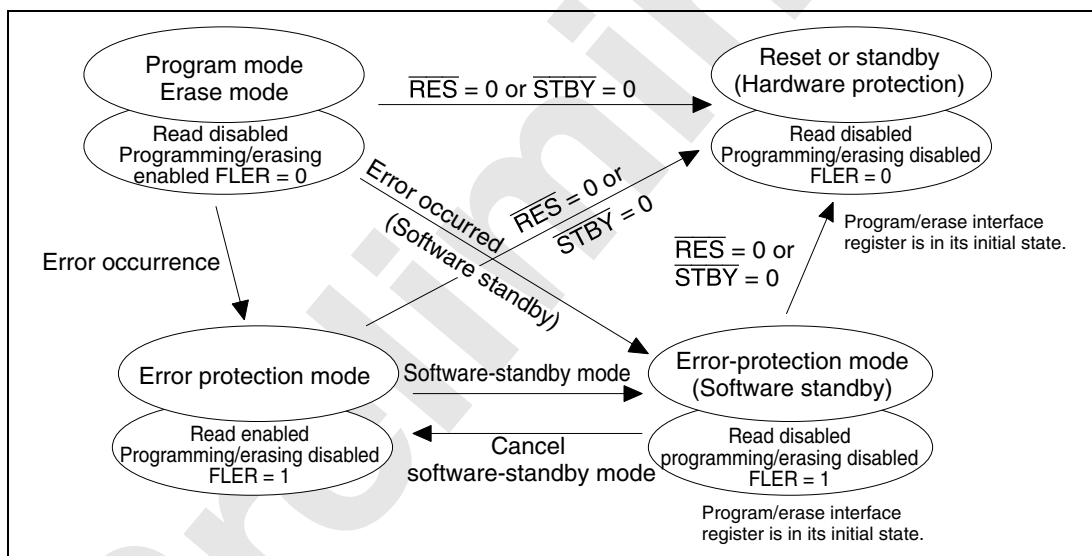 Program mode
Erase mode
Read disabled
Programming/erasing
enabled FLER = 0
RES = 0 or STBY = 0
Reset or standby
(Hardware protection)
Read disabled
Programming/erasing disabled
FLER = 0
Program/erase interface
register is in its initial state.
Error occurred
(Software standby)
RES = 0 or
STBY = 0
RES = 0 or
STBY = 0
Error occurrence
Error protection mode
Read enabled
Programming/erasing disabled
FLER = 1
Software-standby mode
Cancel
software-standby mode
Error-protection mode
(Software standby)
Read disabled
programming/erasing disabled
FLER = 1
Program/erase interface
register is in its initial state.